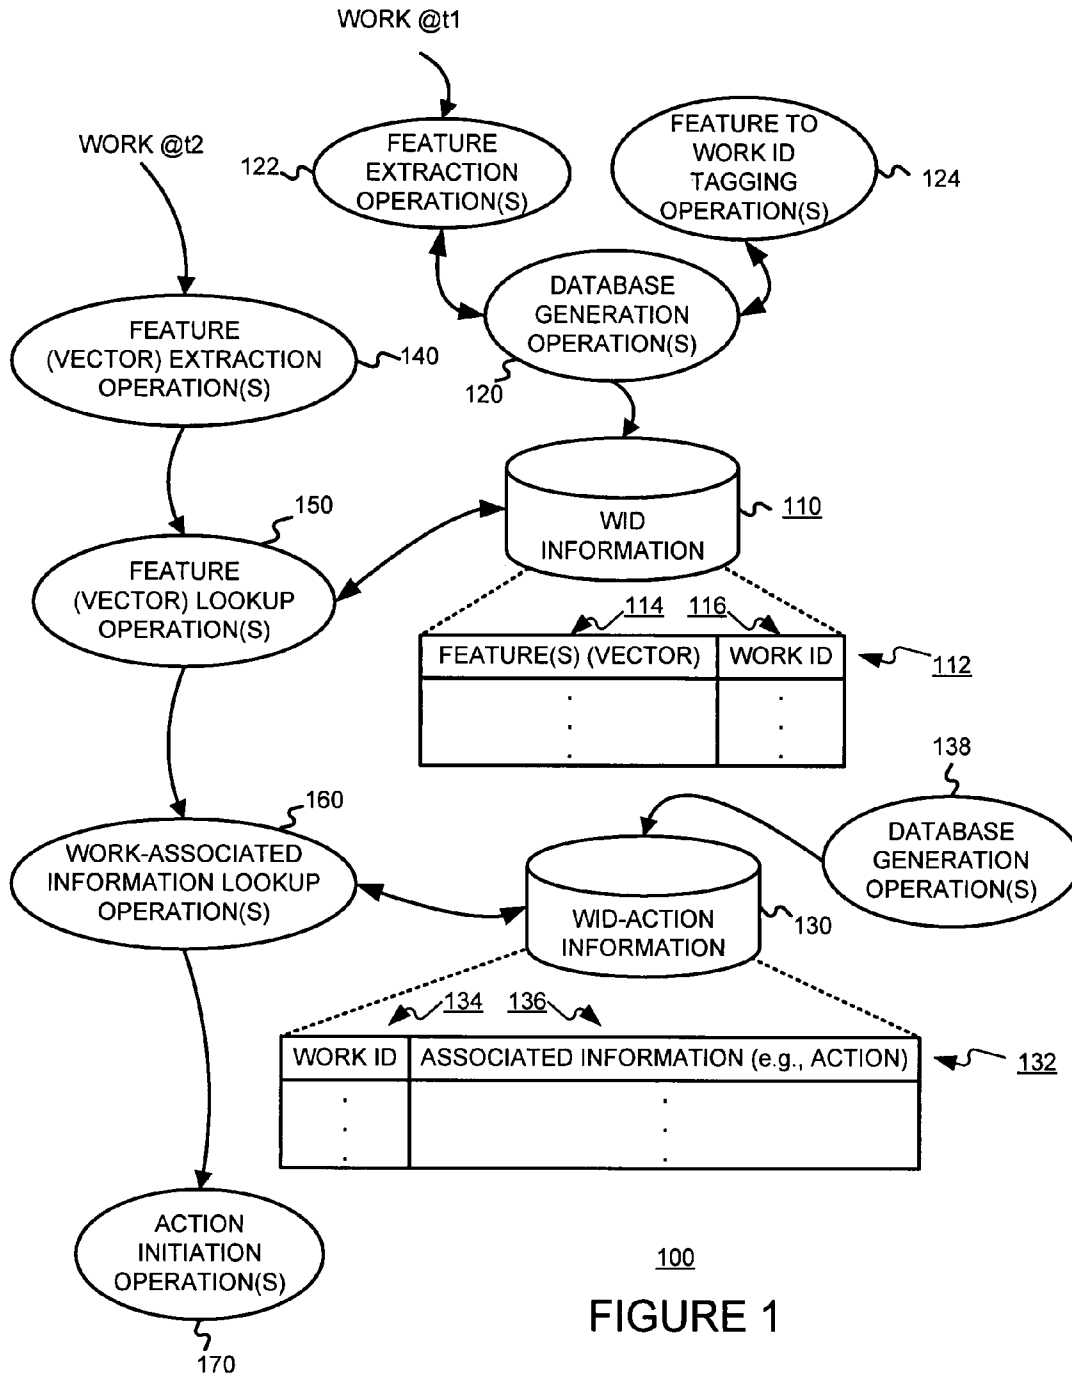 WORK @t1
WORK @t2
122
FEATURE
EXTRACTION
OPERATION(S)
FEATURE TO
WORK ID
TAGGING
OPERATION(S)
124
DATABASE
GENERATION
OPERATION(S)
120
FEATURE
(VECTOR) EXTRACTION
OPERATION(S)
140
WID
INFORMATION
110
150
FEATURE
(VECTOR) LOOKUP
OPERATION(S)
114
116
FEATURE(S) (VECTOR)
WORK ID
112
138
DATABASE
GENERATION
OPERATION(S)
160
WORK-ASSOCIATED
INFORMATION LOOKUP
OPERATION(S)
WID-ACTION
INFORMATION
130
134
136
WORK ID
ASSOCIATED INFORMATION (e.g., ACTION)
132
ACTION
INITIATION
OPERATION(S)
170
100
FIGURE 1